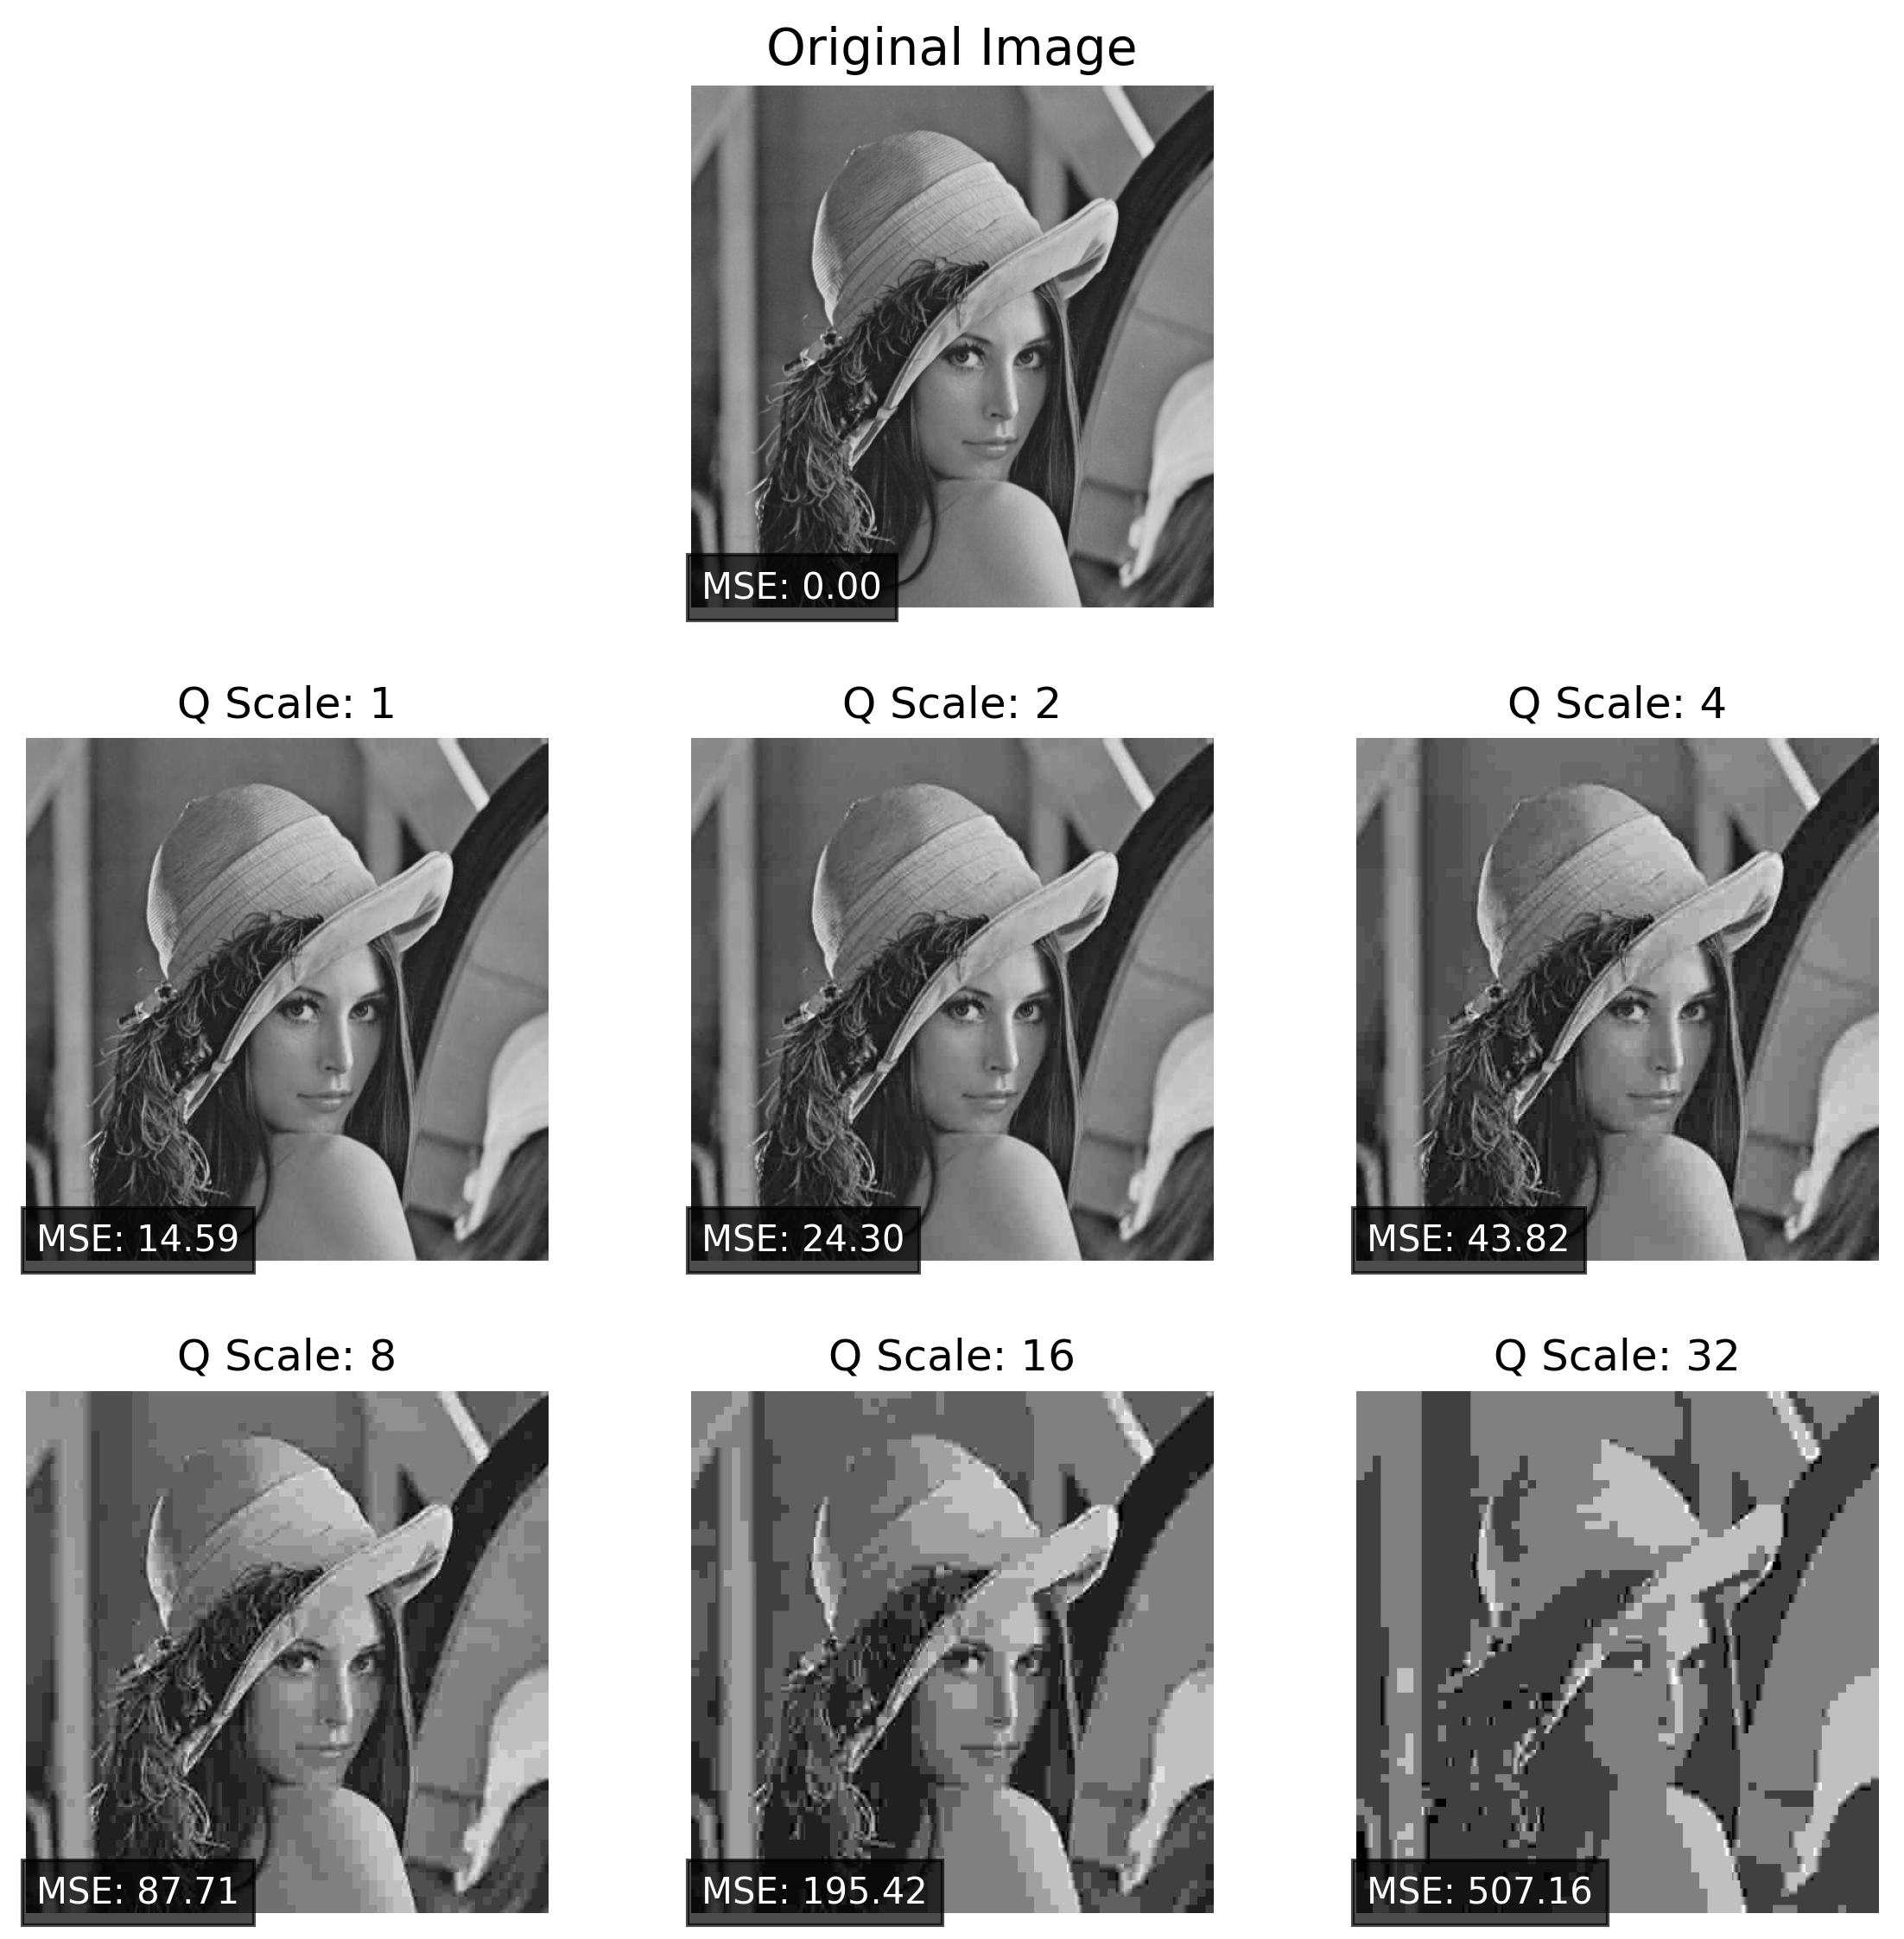 Original Image
MSE: 0.00
Q Scale: 1
Q Scale: 2
Q Scale: 4
MSE: 14.59
MSE: 24.30
MSE: 43.82
Q Scale: 8
Q Scale: 16
Q Scale: 32
MSE: 87.71
MSE: 195.42
MSE: 507.16